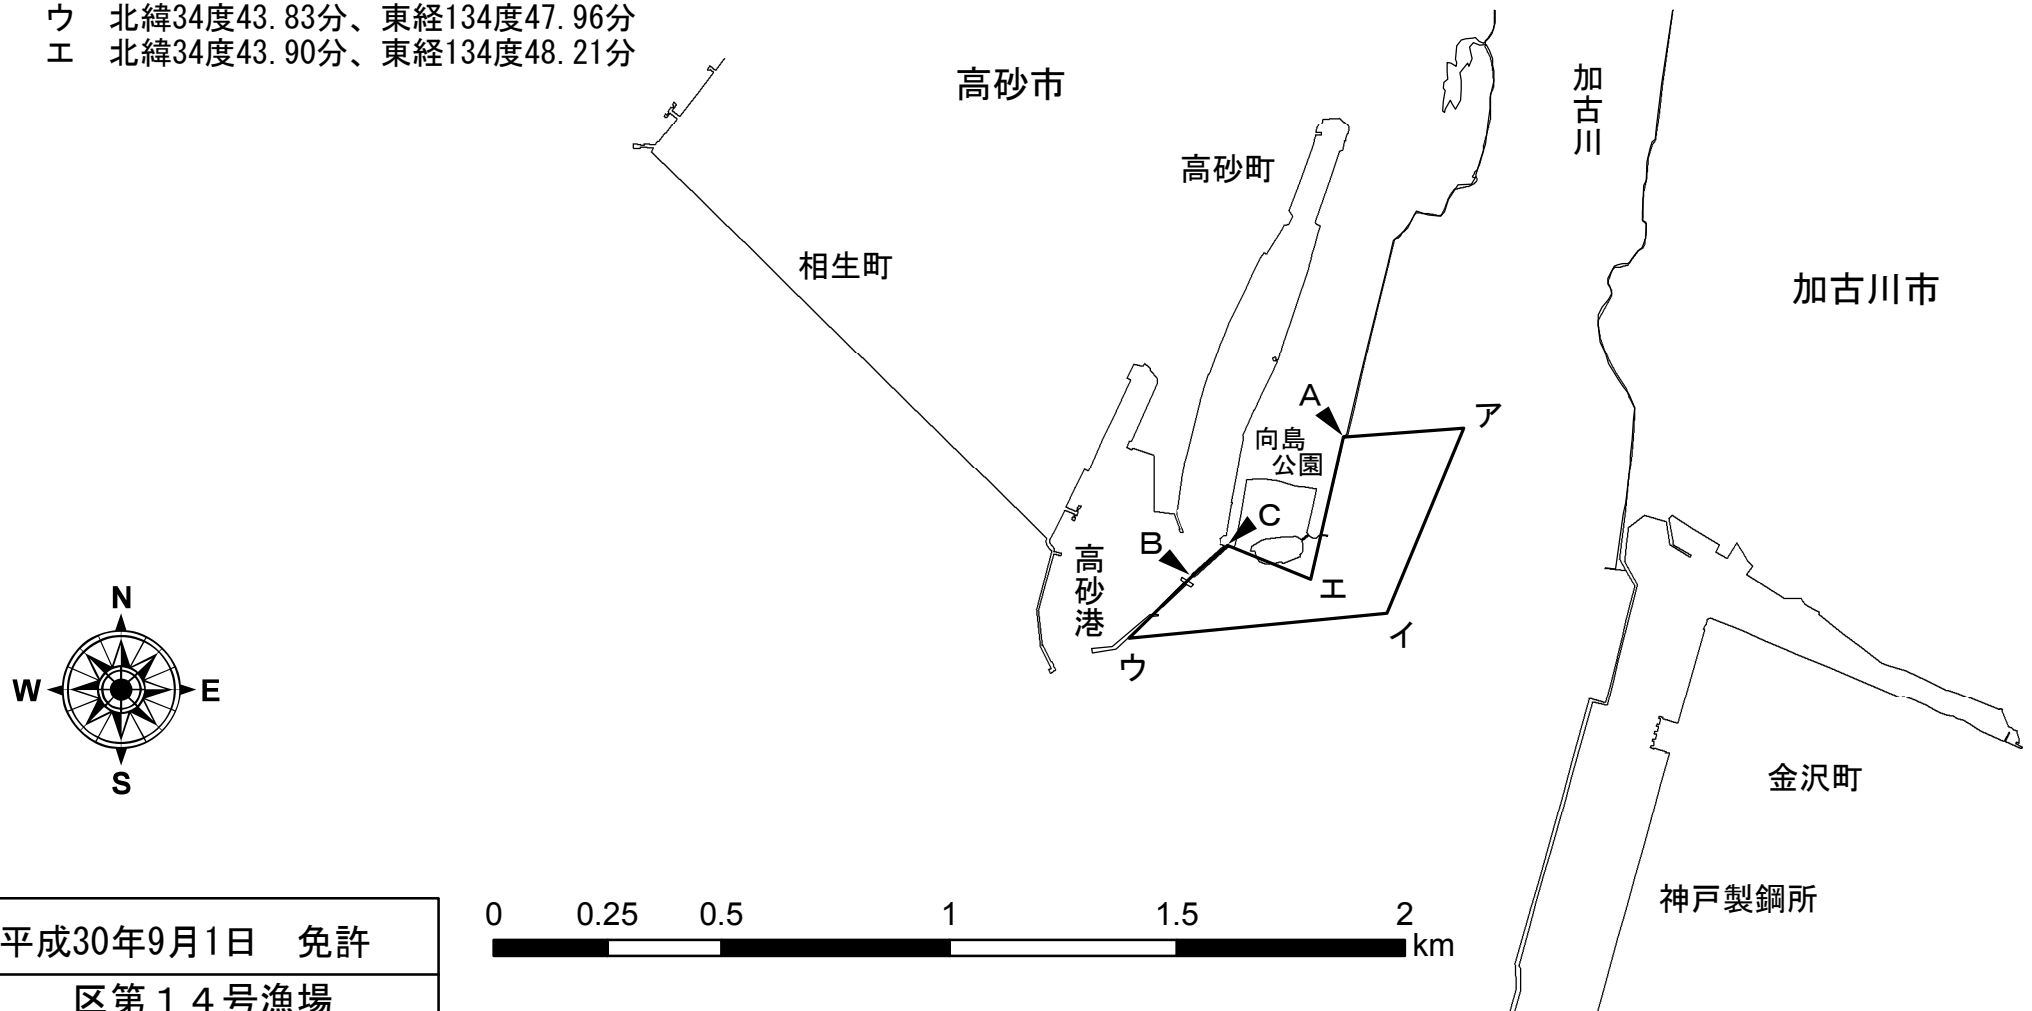 ウ　北緯34度43.83分、東経134度47.96分
エ　北緯34度43.90分、東経134度48.21分
高砂市
加古川
高砂町
相生町
加古川市
A
ア
向島
公園
C
B
高砂港
エ
イ
ウ
N
W
E
S
金沢町
神戸製鋼所
0 0.25 0.5 1 1.5 2
km
平成30年9月1日　免許
区第１４号漁場